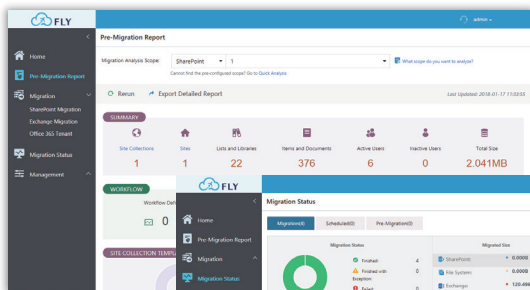 FLY
admin
Home
Pre-Migration Report
Migration
SharePoint Migration
Exchange Migration
Office 365 Tenant
Migration Status
Management
Pre-Migration Report
Migration Analysis Scope: SharePoint 1 What scope do you want to analyse?
Cannot find the pre-configured scope? Go to Quick Analysis
Rerun Export Detailed Report Last Updated: 2018-01-17
SUMMARY
Site Collections Sites Lists and Libraries Items and Documents Active Users Inactive Users Total Size
1 1 22 376 6 0 2.041MB
WORKFLOW
Workflow Def
0
SITE COLLECTION TEMPL
FLY
Home
Pre-Migration Report
Migration
Migration Status
Migration Status
Migration(4) Scheduled(0) Pre-Migration(0)
Migration Status
Finished 4
Finished with Exception 0
Failed 0
Migrated Size
SharePoint 0.000B
File System 0.000B
Exchange